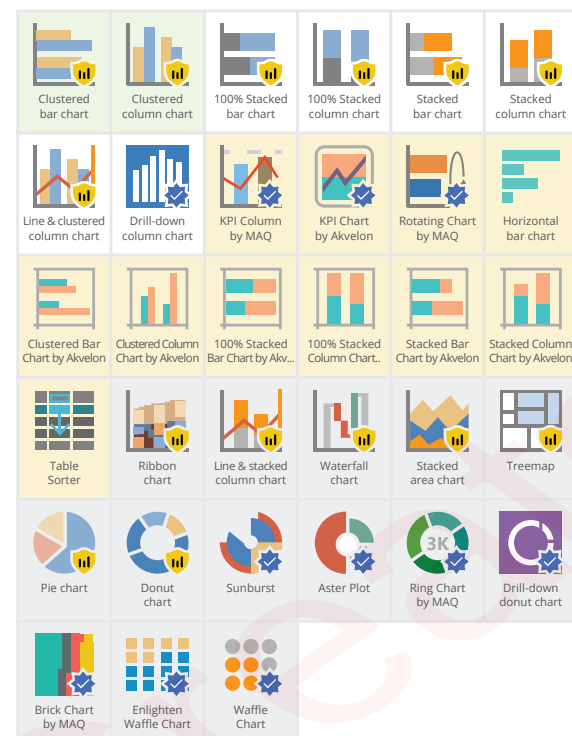 Clustered
bar chart
Clustered
column chart
100% Stacked
bar chart
100% Stacked
column chart
Stacked
bar chart
Stacked
column chart
Line & clustered
column chart
Drill-down
column chart
KPI Column
by MAQ
KPI Chart
by Akvelon
Rotating Chart
by MAQ
Horizontal
bar chart
Clustered Bar
Chart by Akvelon
Clustered Column
Chart by Akvelon
100% Stacked
Bar Chart by Akv...
100% Stacked
Column Chart..
Stacked Bar
Chart by Akvelon
Stacked Column
Chart by Akvelon
Table
Sorter
Ribbon
chart
Line & stacked
column chart
Waterfall
chart
Stacked
area chart
Treemap
Pie chart
Donut
chart
Sunburst
Aster Plot
3K
Ring Chart
by MAQ
Drill-down
donut chart
Brick Chart
by MAQ
Enlighten
Waffle Chart
Waffle
Chart